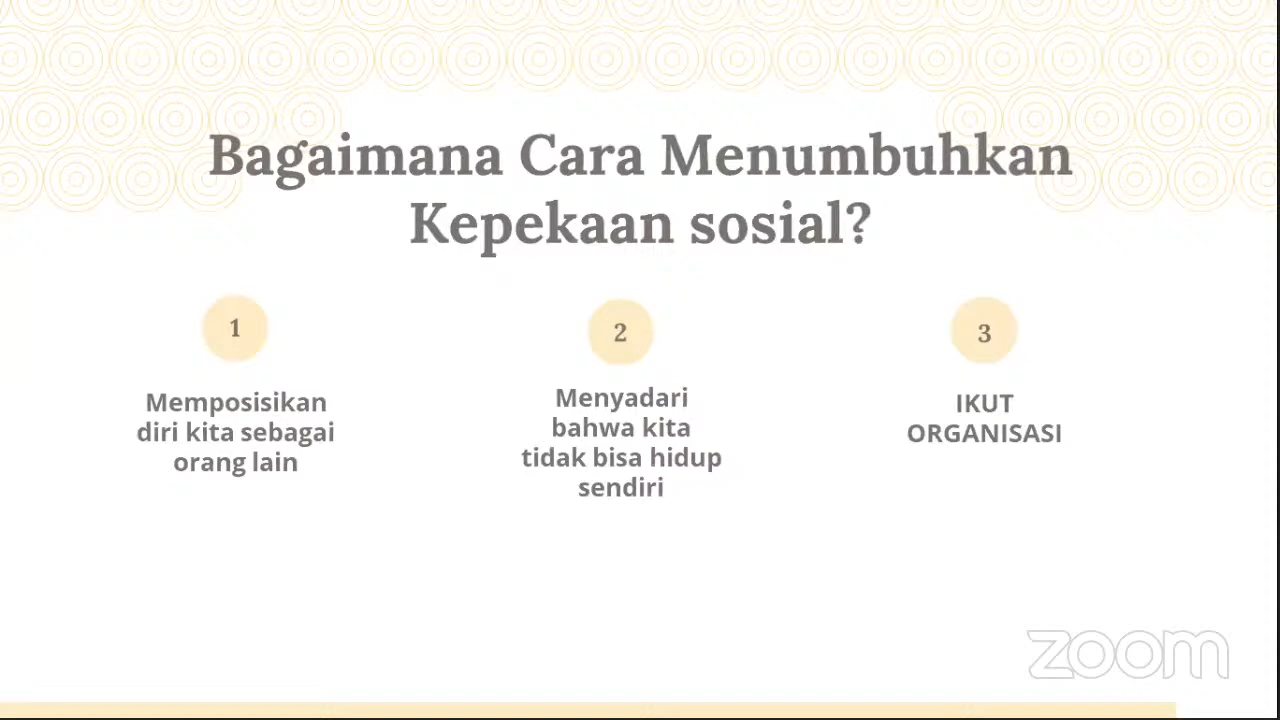 Bagaimana Cara Menumbuhkan
Kepekaan sosial?
1
Memposisikan
diri kita sebagai
orang lain
2
Menyadari
bahwa kita
tidak bisa hidup
sendiri
3
IKUT
ORGANISASI
zoom